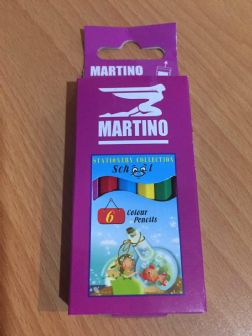 MARTINO
MARTINO
STATIONERY COLLECTION
School
6 Colour
Pencils